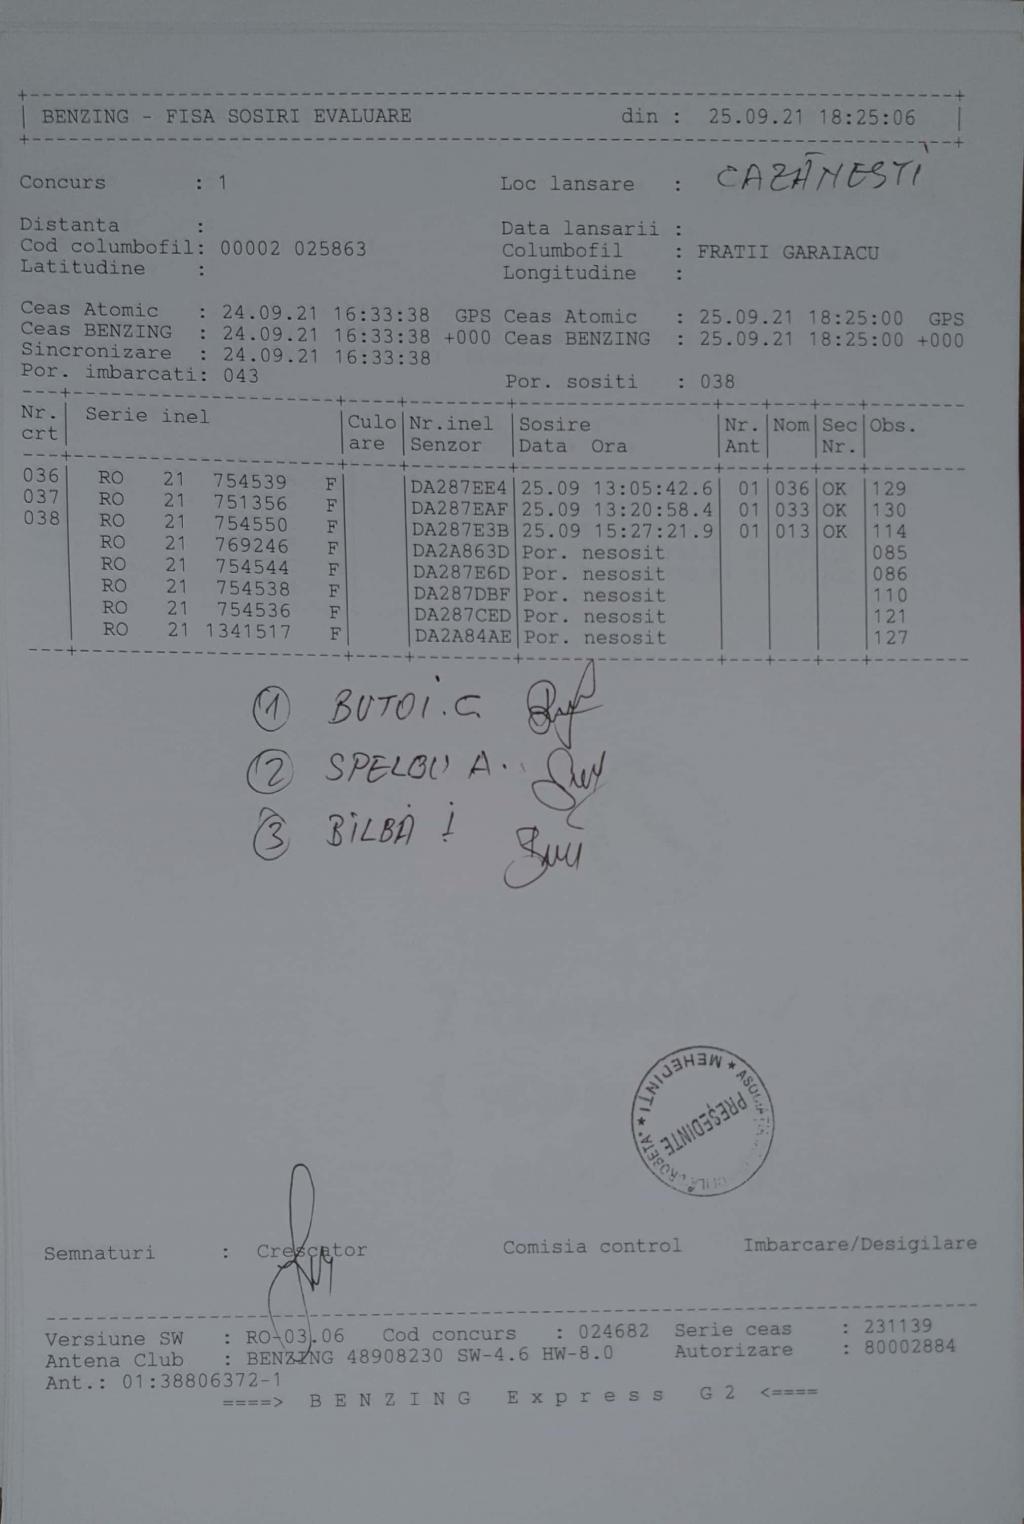 BENZING - FISA SOSIRI EVALUARE din : 25.09.21 18:25:06
Concurs : 1 Loc lansare : CAZĂNEȘTI
Distanta : Data lansarii :
Cod columbofil: 00002 025863 Columbofil : FRATII GARAIACU
Latitudine : Longitudine :
Ceas Atomic : 24.09.21 16:33:38 GPS Ceas Atomic : 25.09.21 18:25:00 GPS
Ceas BENZING : 24.09.21 16:33:38 +000 Ceas BENZING : 25.09.21 18:25:00 +000
Sincronizare : 24.09.21 16:33:38
Por. imbarcati: 043 Por. sositi : 038
Nr. Serie inel Culo Nr.inel Sosire Nr. Nom Sec Obs.
crt are Senzor Data Ora Ant Nr.
036 RO 21 754539 F DA287EE4 25.09 13:05:42.6 01 036 OK 129
037 RO 21 751356 F DA287EAF 25.09 13:20:58.4 01 033 OK 130
038 RO 21 754550 F DA287E3B 25.09 15:27:21.9 01 013 OK 114
RO 21 769246 F DA2A863D Por. nesosit 085
RO 21 754544 F DA287E6D Por. nesosit 086
RO 21 754538 F DA287DBF Por. nesosit 110
RO 21 754536 F DA287CED Por. nesosit 121
RO 21 1341517 F DA2A84AE Por. nesosit 127
1 BUTOI.C
2 SPELBU A.
3 BILBĂ I
MEHEDINȚI * PREȘEDINTE
Semnaturi : Crescator Comisia control Imbarcare/Desigilare
Versiune SW : RO-03.06 Cod concurs : 024682 Serie ceas : 231139
Antena Club : BENZING 48908230 SW-4.6 HW-8.0 Autorizare : 80002884
Ant.: 01:38806372-1
====> B E N Z I N G E x p r e s s G 2 <====